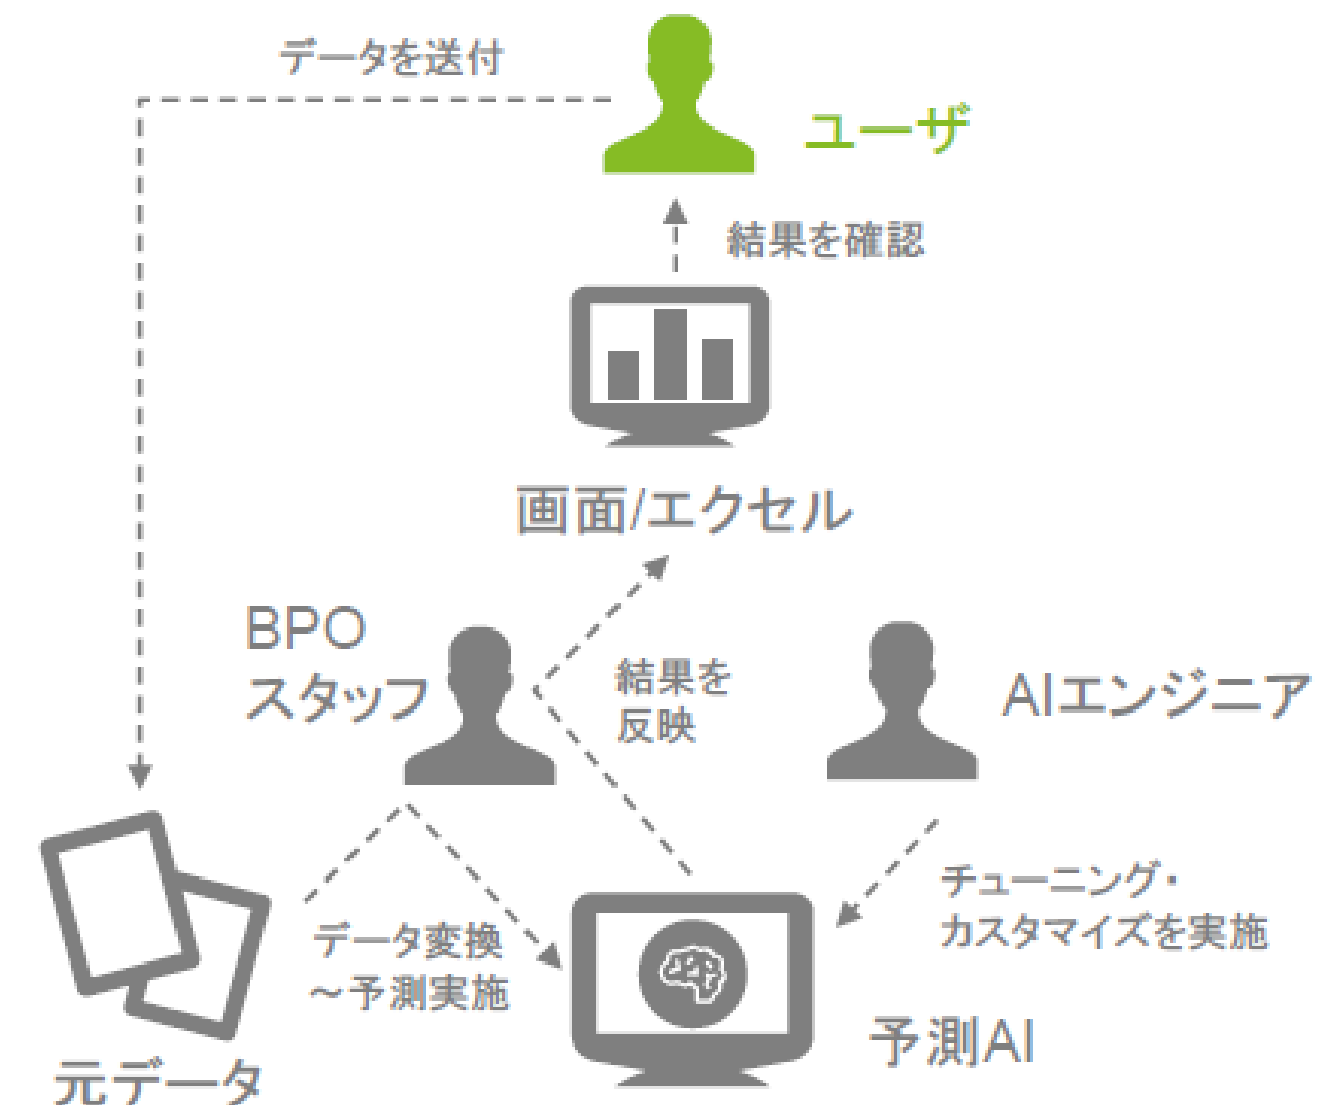 データを送付
ユーザ
結果を確認
画面/エクセル
BPO
スタッフ
結果を
反映
AIエンジニア
チューニング・
カスタマイズを実施
データ変換
～予測実施
予測AI
元データ